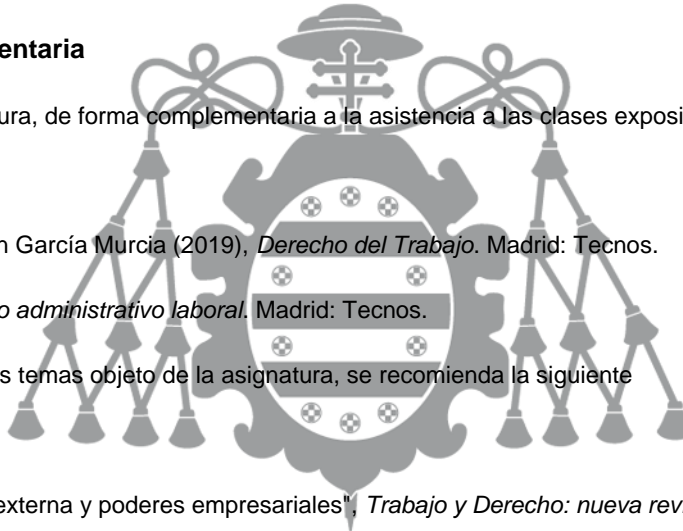 entaria
ura, de forma complementaria a la asistencia a las clases exposi
n García Murcia (2019), Derecho del Trabajo. Madrid: Tecnos.
o administrativo laboral. Madrid: Tecnos.
s temas objeto de la asignatura, se recomienda la siguiente
externa y poderes empresariales", Trabajo y Derecho: nueva rev